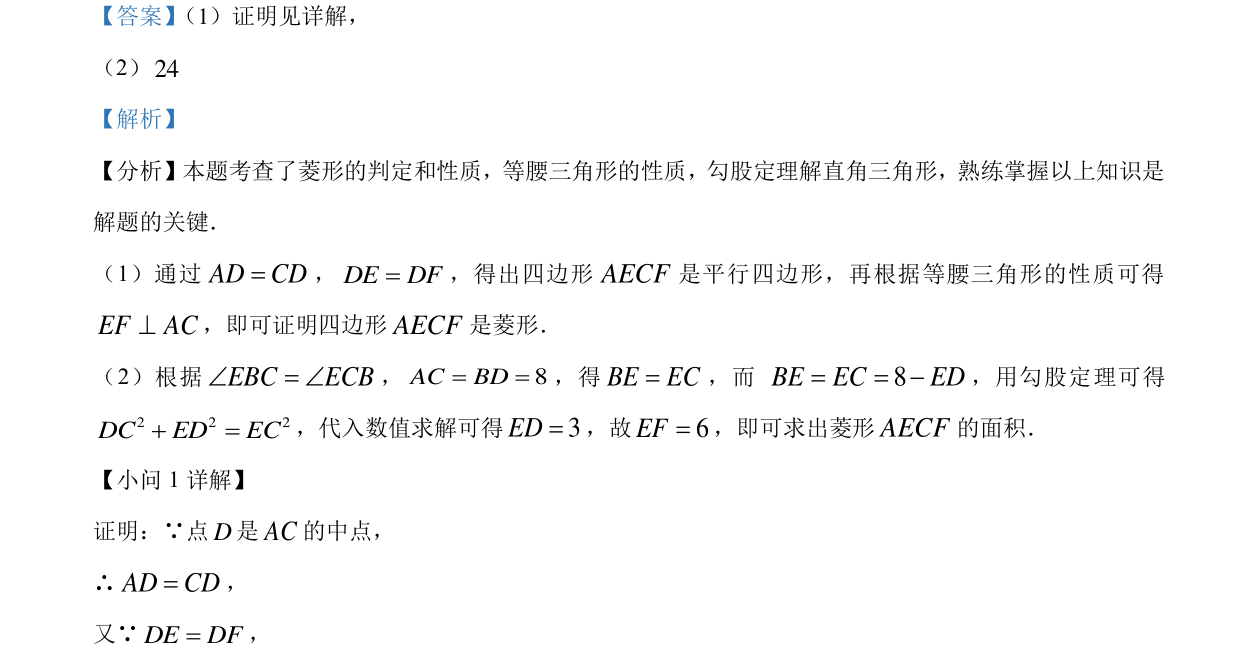 【答案】（1）证明见详解，
（2）24
【解析】
【分析】本题考查了菱形的判定和性质，等腰三角形的性质，勾股定理解直角三角形，熟练掌握以上知识是
解题的关键．
（1）通过 AD = CD ， DE = DF ，得出四边形 AECF 是平行四边形，再根据等腰三角形的性质可得
EF ⊥ AC ，即可证明四边形 AECF 是菱形．
（2）根据 ∠EBC = ∠ECB ， AC = BD = 8 ，得 BE = EC ，而 BE = EC = 8 − ED ，用勾股定理可得
DC² + ED² = EC² ，代入数值求解可得 ED = 3 ，故 EF = 6 ，即可求出菱形 AECF 的面积．
【小问 1 详解】
证明：∵点 D 是 AC 的中点，
∴ AD = CD ，
又∵ DE = DF ，